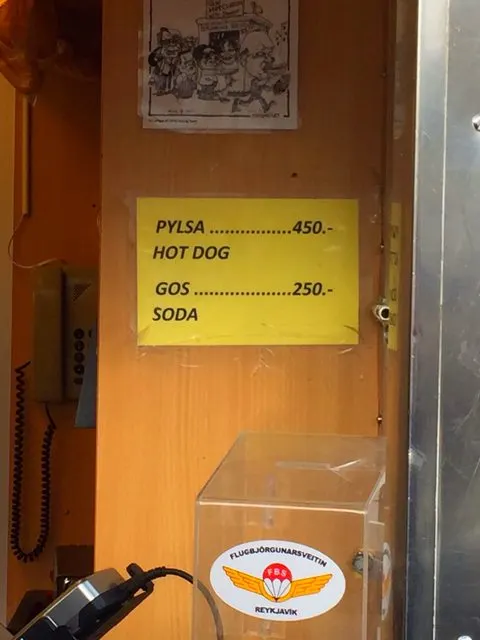 PYLSA ................450.-
HOT DOG
GOS ....................250.-
SODA
FLUGBJÖRGUNARSVEITIN
FBS
REYKJAVÍK